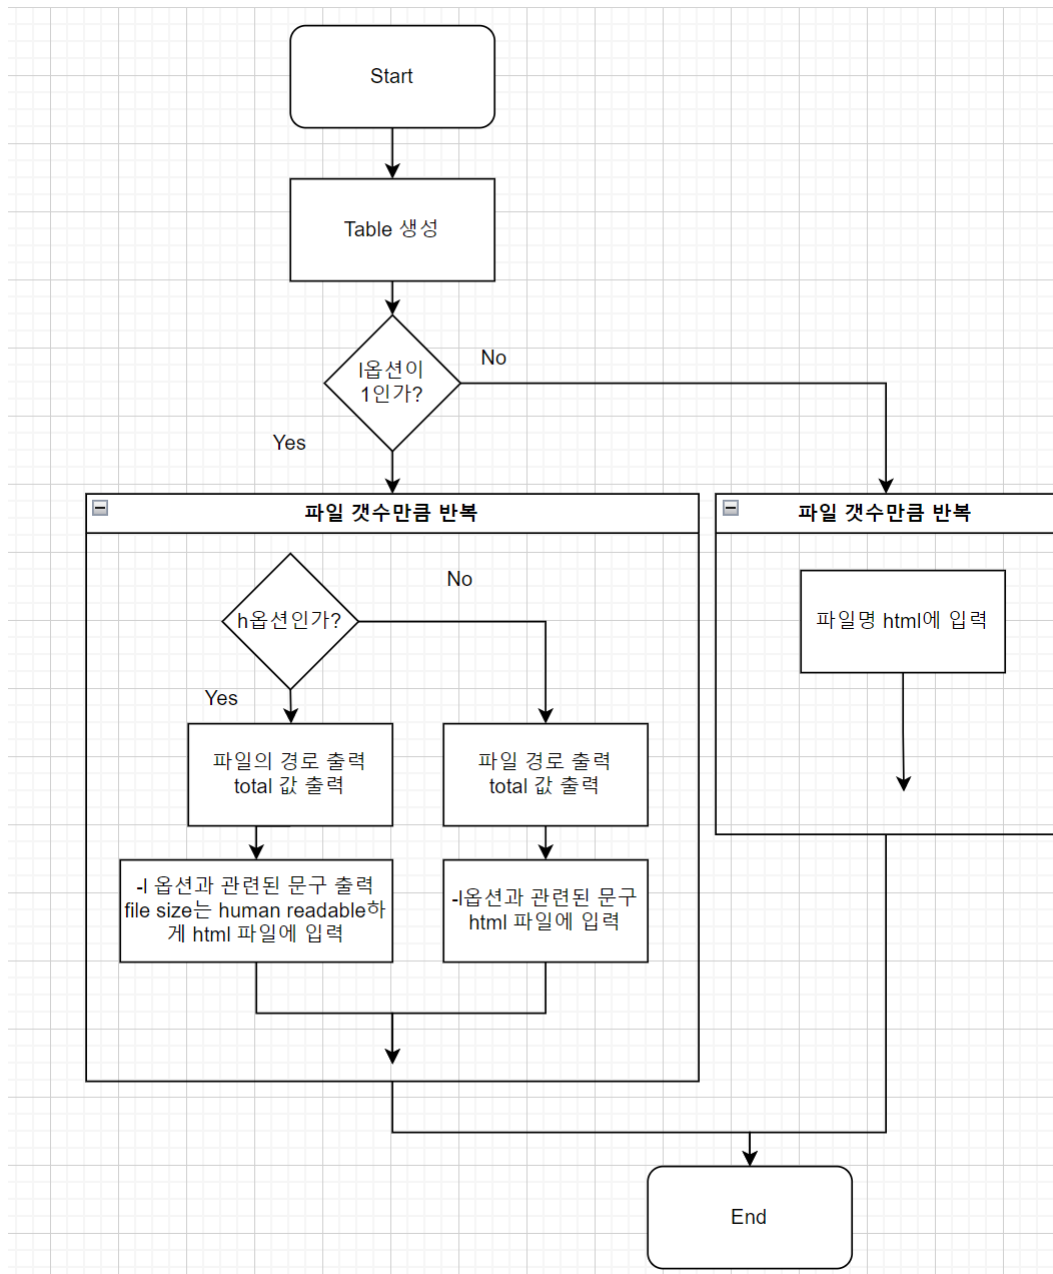 Start
Table 생성
l옵션이
1인가?
No
Yes
파일 갯수만큼 반복
h옵션인가?
No
Yes
파일의 경로 출력
total 값 출력
파일 경로 출력
total 값 출력
-l 옵션과 관련된 문구 출력
file size는 human readable하
게 html 파일에 입력
-l옵션과 관련된 문구
html 파일에 입력
파일 갯수만큼 반복
파일명 html에 입력
End